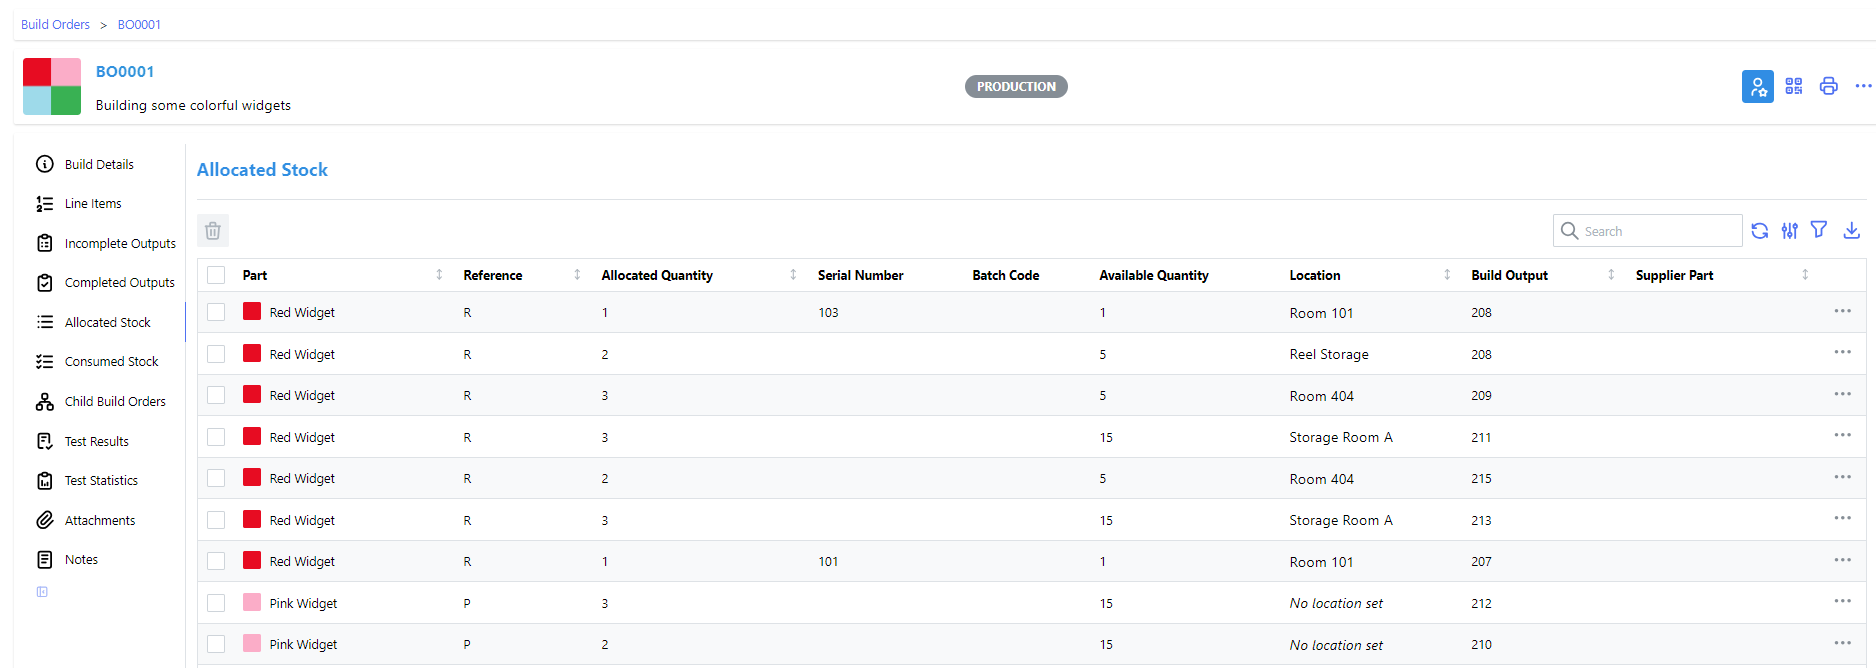 Build Orders > BO0001
BO0001
PRODUCTION
Building some colorful widgets
Build Details
Line Items
Incomplete Outputs
Completed Outputs
Allocated Stock
Consumed Stock
Child Build Orders
Test Results
Test Statistics
Attachments
Notes
Allocated Stock
Search
Part Reference Allocated Quantity Serial Number Batch Code Available Quantity Location Build Output Supplier Part
Red Widget R 1 103 1 Room 101 208
Red Widget R 2 5 Reel Storage 208
Red Widget R 3 5 Room 404 209
Red Widget R 3 15 Storage Room A 211
Red Widget R 2 5 Room 404 215
Red Widget R 3 15 Storage Room A 213
Red Widget R 1 101 1 Room 101 207
Pink Widget P 3 15 No location set 212
Pink Widget P 2 15 No location set 210